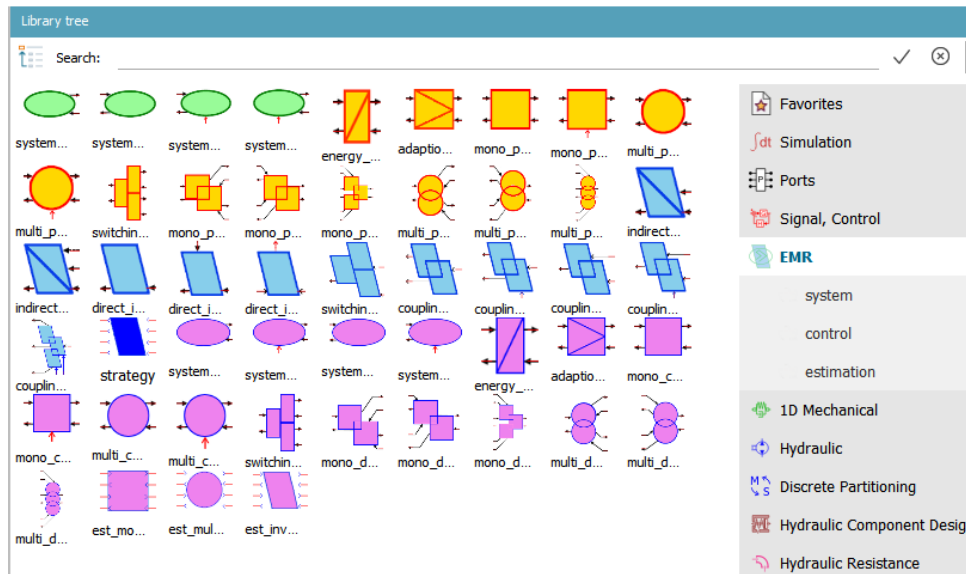 Library tree
Search:
system... system... system... system... energy_... adaptio... mono_p... mono_p... multi_p...
multi_p... switchin... mono_p... mono_p... mono_p... multi_p... multi_p... multi_p... indirect...
indirect... direct_i... direct_i... direct_i... switchin... couplin... couplin... couplin... couplin...
couplin... strategy system... system... system... system... energy_... adaptio... mono_c...
mono_c... multi_c... multi_c... switchin... mono_d... mono_d... mono_d... multi_d... multi_d...
multi_d... est_mo... est_mul... est_inv...
Favorites
∫dt Simulation
P Ports
Signal, Control
EMR
system
control
estimation
1D Mechanical
Hydraulic
M S Discrete Partitioning
Hydraulic Component Desig
Hydraulic Resistance